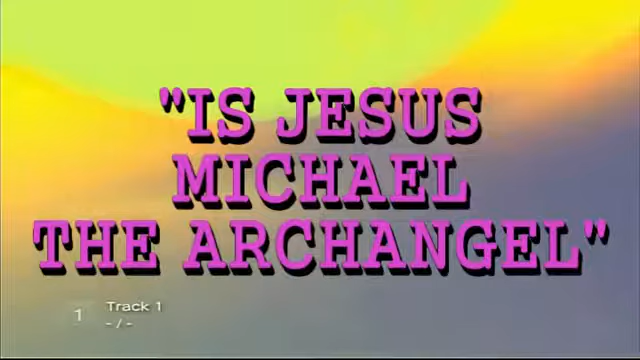 "IS JESUS
MICHAEL
THE ARCHANGEL"
1 Track 1
- / -